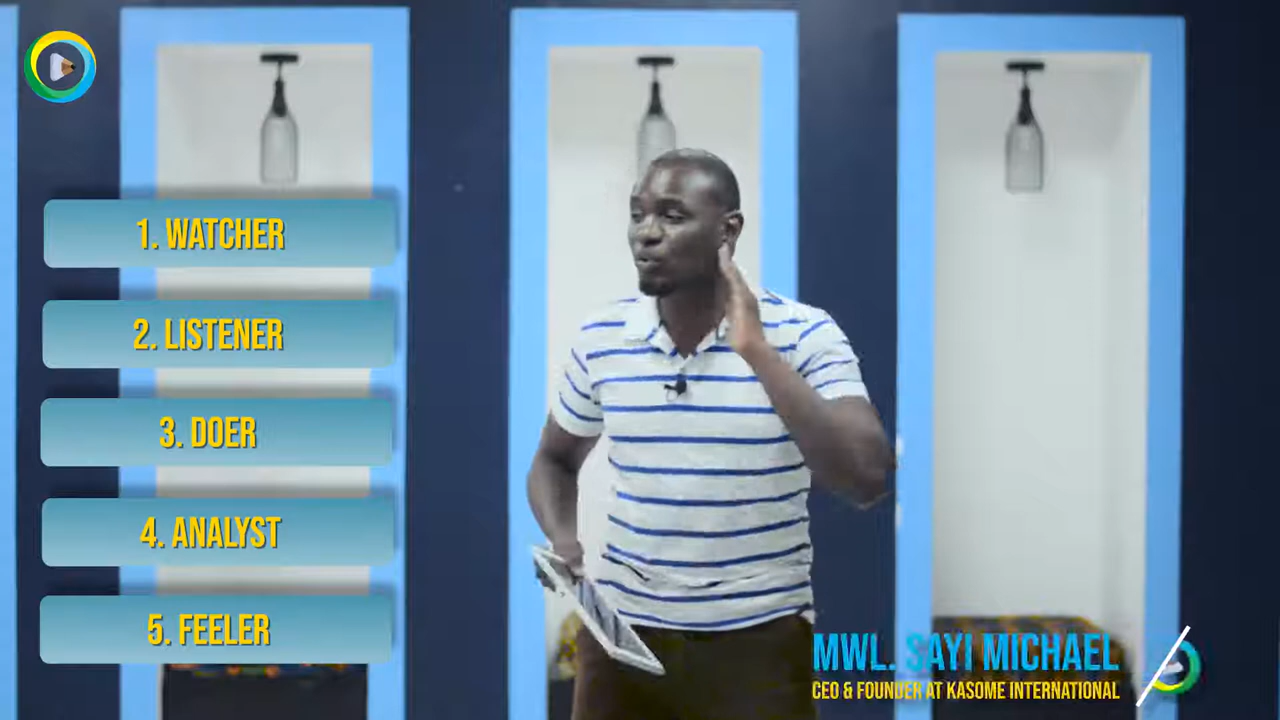 1. WATCHER
2. LISTENER
3. DOER
4. ANALYST
5. FEELER
MWL. SAYI MICHAEL
CEO & FOUNDER AT KASOME INTERNATIONAL